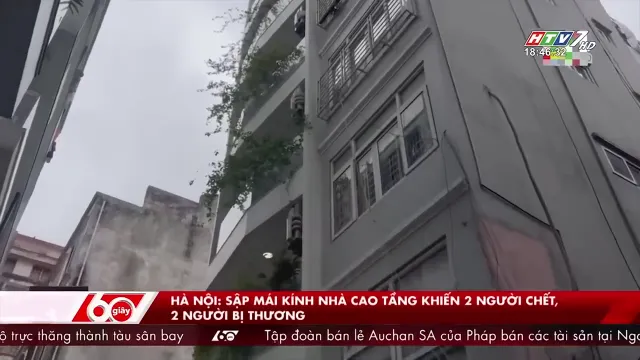 HTV7 HD
18:46:32
60 giây
HÀ NỘI: SẬP MÁI KÍNH NHÀ CAO TẦNG KHIẾN 2 NGƯỜI CHẾT,
2 NGƯỜI BỊ THƯƠNG
ộ trực thăng thành tàu sân bay Tập đoàn bán lẻ Auchan SA của Pháp bán các tài sản tại Ng